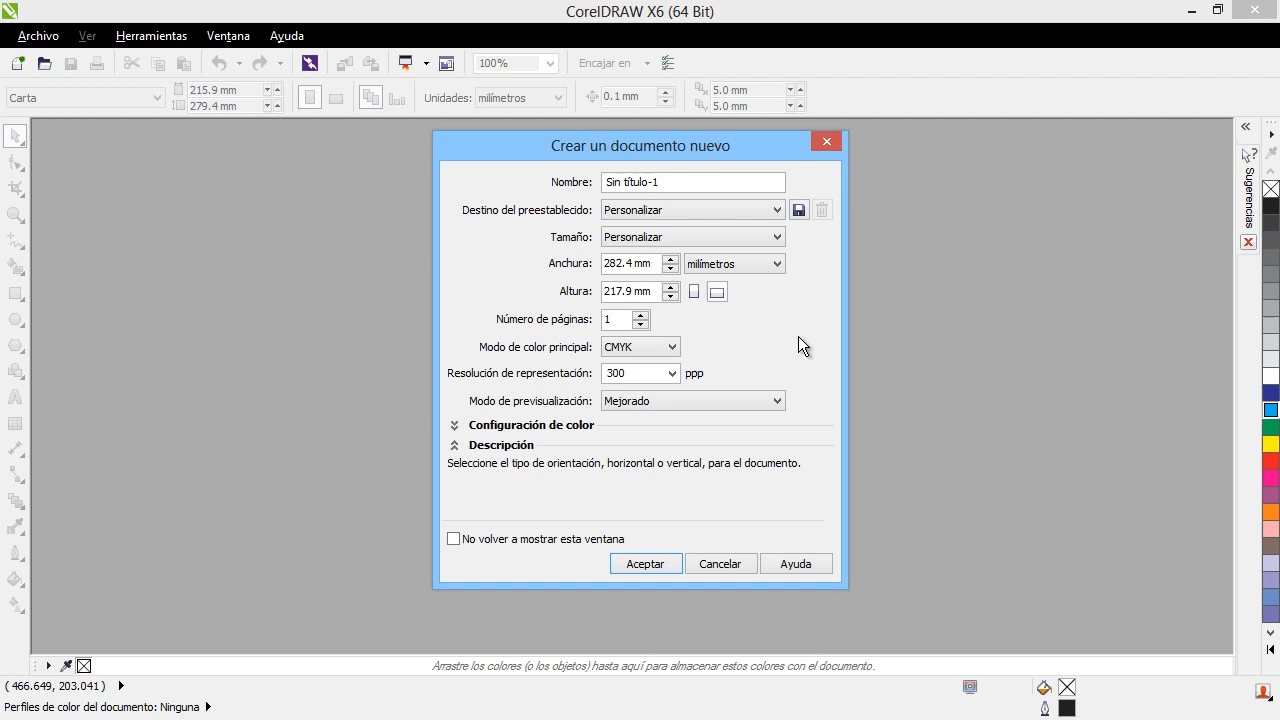 CorelDRAW X6 (64 Bit)
Archivo Ver Herramientas Ventana Ayuda
100% Encajar en
Carta 215.9 mm 279.4 mm Unidades: milímetros 0.1 mm 5.0 mm 5.0 mm
Crear un documento nuevo
Nombre: Sin título-1
Destino del preestablecido: Personalizar
Tamaño: Personalizar
Anchura: 282.4 mm milímetros
Altura: 217.9 mm
Número de páginas: 1
Modo de color principal: CMYK
Resolución de representación: 300 ppp
Modo de previsualización: Mejorado
Configuración de color
Descripción
Seleccione el tipo de orientación, horizontal o vertical, para el documento.
No volver a mostrar esta ventana
Aceptar Cancelar Ayuda
Sugerencias
Arrastre los colores (o los objetos) hasta aquí para almacenar estos colores con el documento.
( 466.649, 203.041 )
Perfiles de color del documento: Ninguna